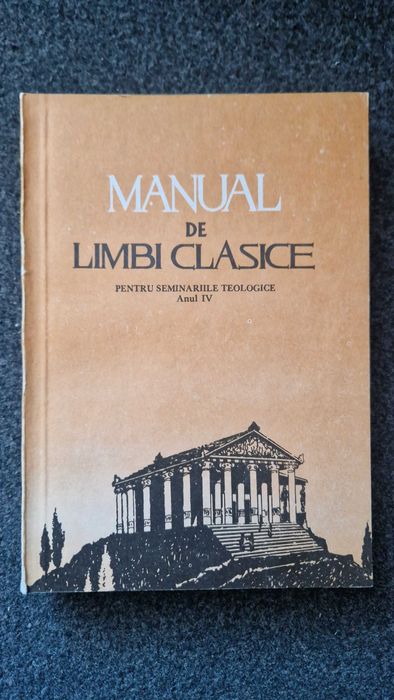 MANUAL
DE
LIMBI CLASICE
PENTRU SEMINARIILE TEOLOGICE
Anul IV